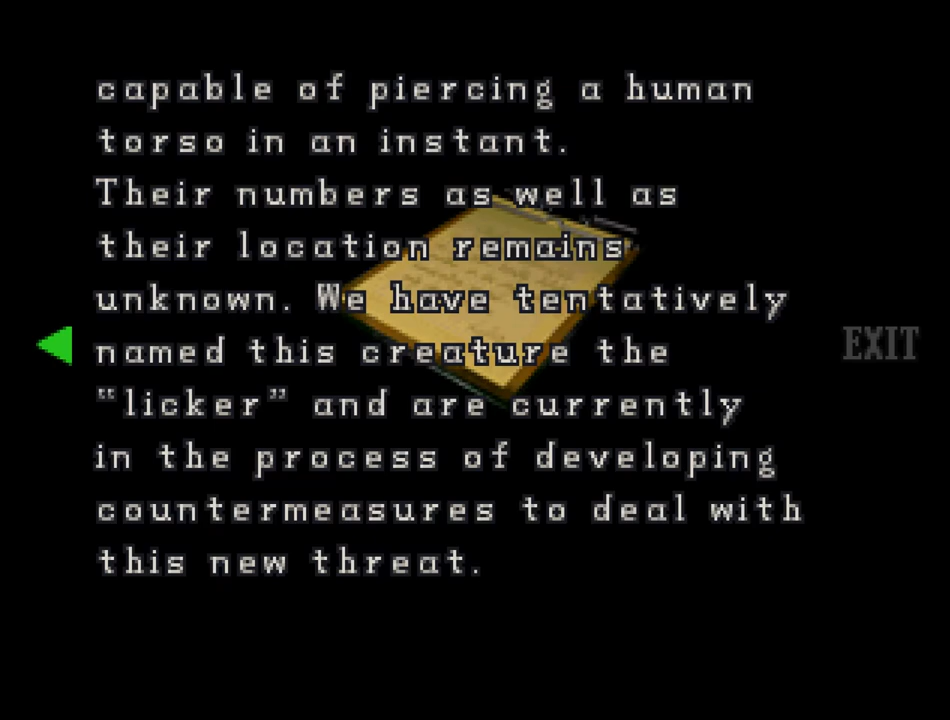 capable of piercing a human
torso in an instant.
Their numbers as well as
their location remains
unknown. We have tentatively
named this creature the
"licker" and are currently
in the process of developing
countermeasures to deal with
this new threat.
EXIT